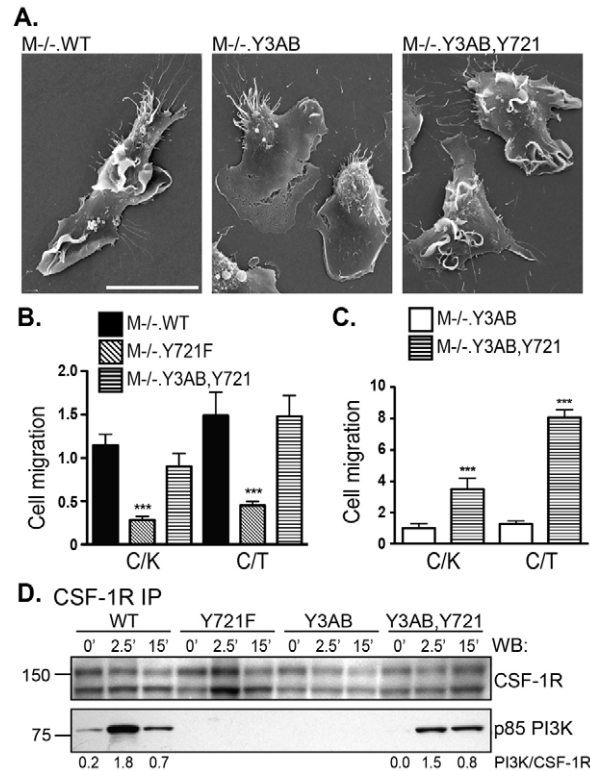 A.
M-/-.WT M-/-.Y3AB M-/-.Y3AB,Y721
B.
M-/-.WT
M-/-.Y721F
M-/-.Y3AB,Y721
Cell migration
2.0
1.5
1.0
0.5
0
*** ***
C/K C/T
C.
M-/-.Y3AB
M-/-.Y3AB,Y721
Cell migration
10
8
6
4
2
0
*** ***
C/K C/T
D. CSF-1R IP
WT Y721F Y3AB Y3AB,Y721
0' 2.5' 15' 0' 2.5' 15' 0' 2.5' 15' 0' 2.5' 15' WB:
150 CSF-1R
75 p85 PI3K
0.2 1.8 0.7 0.0 1.5 0.8 PI3K/CSF-1R